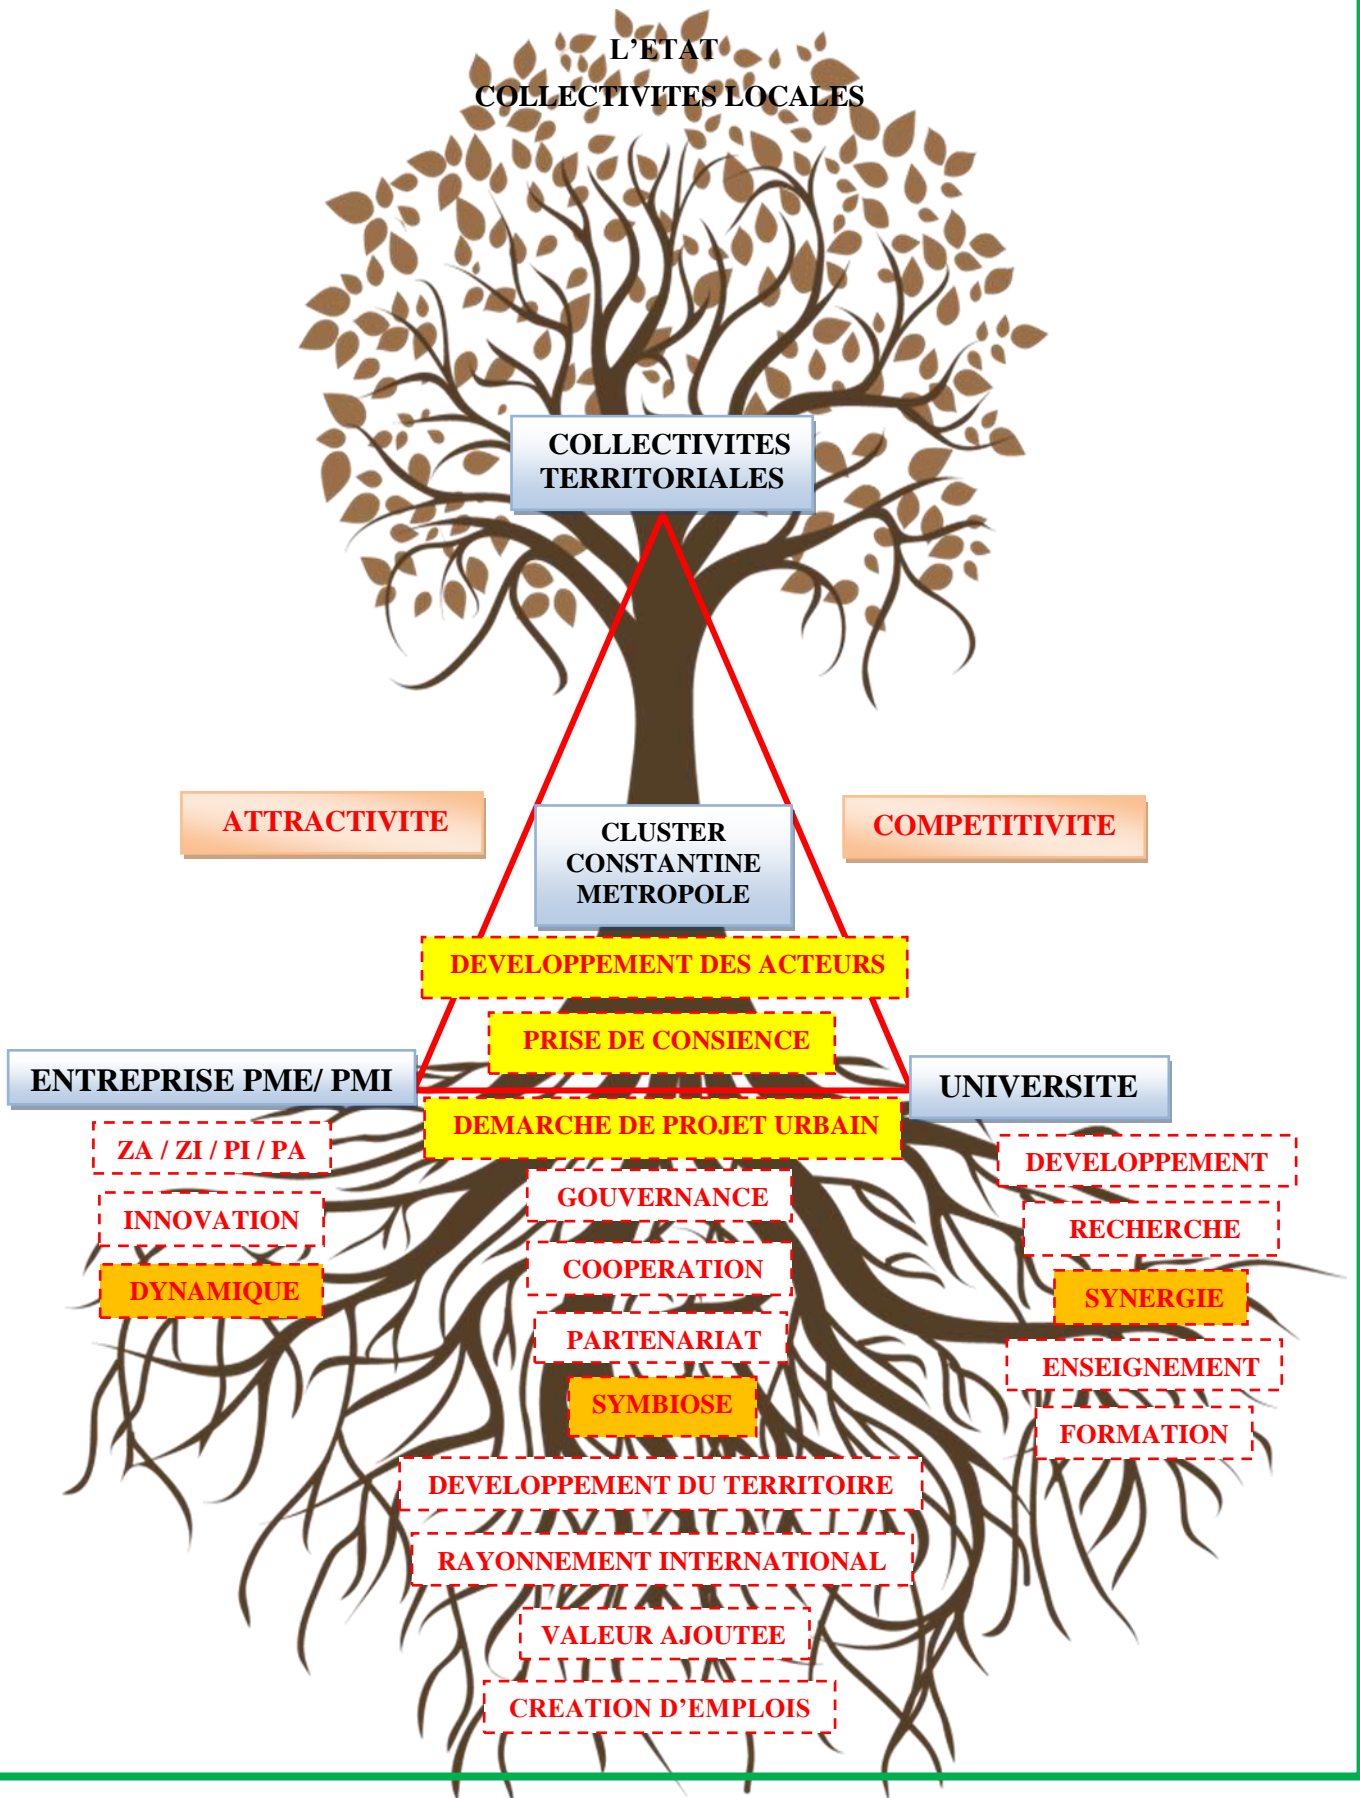 L’ETAT
COLLECTIVITES LOCALES
COLLECTIVITES
TERRITORIALES
ATTRACTIVITE
COMPETITIVITE
CLUSTER
CONSTANTINE
METROPOLE
DEVELOPPEMENT DES ACTEURS
PRISE DE CONSIENCE
ENTREPRISE PME/ PMI
UNIVERSITE
DEMARCHE DE PROJET URBAIN
ZA / ZI / PI / PA
INNOVATION
DYNAMIQUE
GOUVERNANCE
COOPERATION
PARTENARIAT
SYMBIOSE
DEVELOPPEMENT
RECHERCHE
SYNERGIE
ENSEIGNEMENT
FORMATION
DEVELOPPEMENT DU TERRITOIRE
RAYONNEMENT INTERNATIONAL
VALEUR AJOUTEE
CREATION D’EMPLOIS